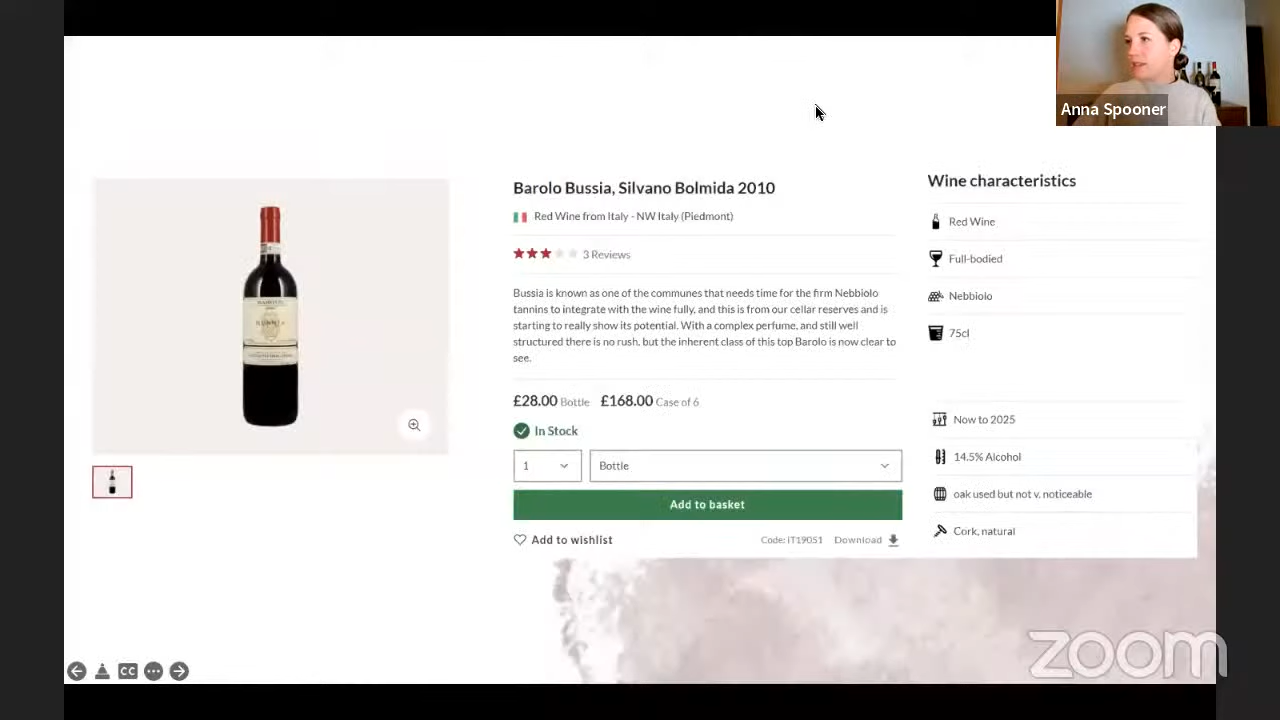 Anna Spooner
Barolo Bussia, Silvano Bolmida 2010
Red Wine from Italy - NW Italy (Piedmont)
3 Reviews
Bussia is known as one of the communes that needs time for the firm Nebbiolo
tannins to integrate with the wine fully, and this is from our cellar reserves and is
starting to really show its potential. With a complex perfume, and still well
structured there is no rush, but the inherent class of this top Barolo is now clear to
see.
£28.00 Bottle £168.00 Case of 6
In Stock
1 Bottle
Add to basket
Add to wishlist Code: IT19051 Download
Wine characteristics
Red Wine
Full-bodied
Nebbiolo
75cl
Now to 2025
14.5% Alcohol
oak used but not v. noticeable
Cork, natural
CC
zoom